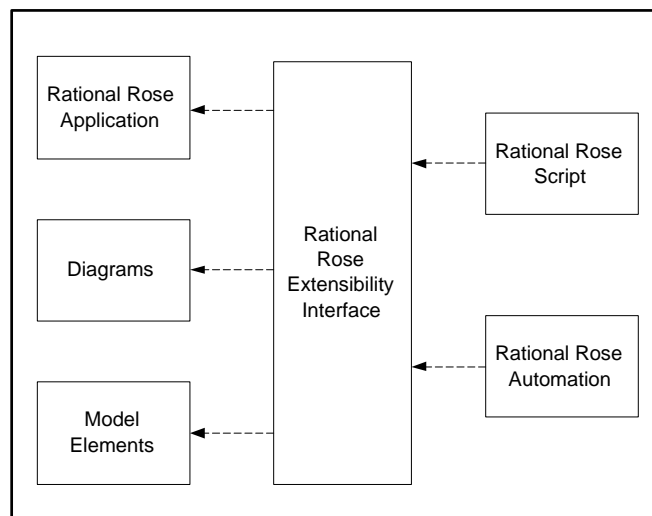 Rational Rose
Application
Diagrams
Model
Elements
Rational
Rose
Extensibility
Interface
Rational Rose
Script
Rational Rose
Automation